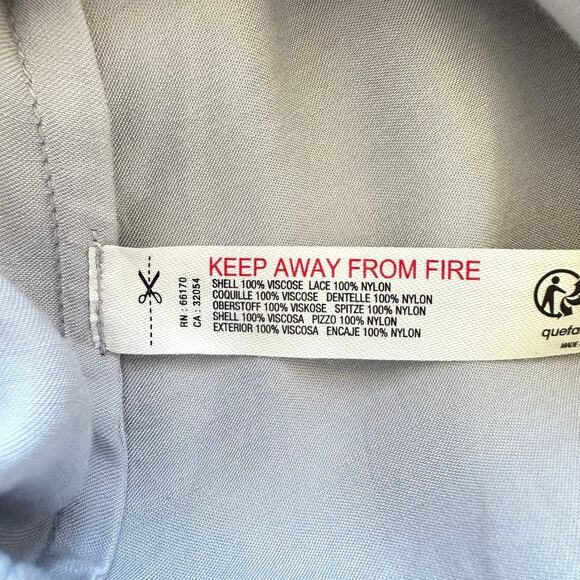 RN : 66170
CA : 32054
KEEP AWAY FROM FIRE
SHELL 100% VISCOSE LACE 100% NYLON
COQUILLE 100% VISCOSE DENTELLE 100% NYLON
OBERSTOFF 100% VISKOSE SPITZE 100% NYLON
SHELL 100% VISCOSA PIZZO 100% NYLON
EXTERIOR 100% VISCOSA ENCAJE 100% NYLON
quefa
MADE